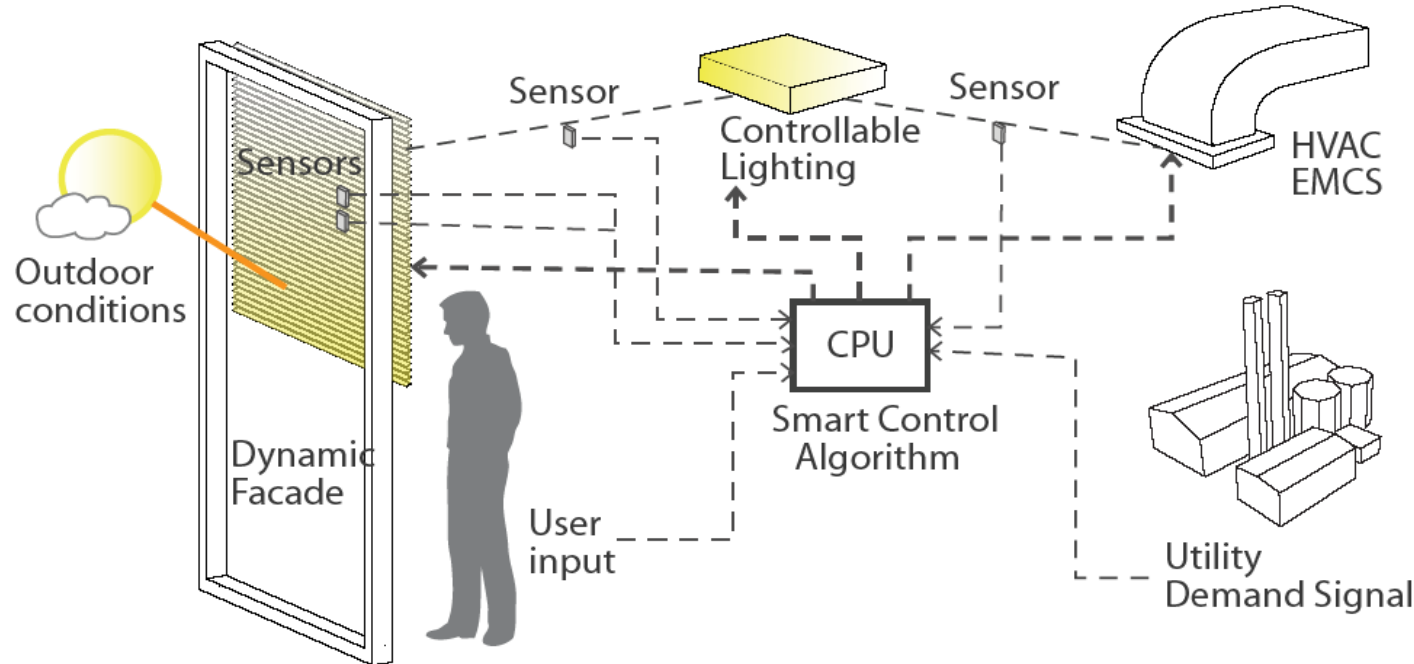 Sensor
Sensor
Controllable
Lighting
HVAC
EMCS
Sensors
Outdoor
conditions
CPU
Smart Control
Algorithm
Dynamic
Facade
User
input
Utility
Demand Signal